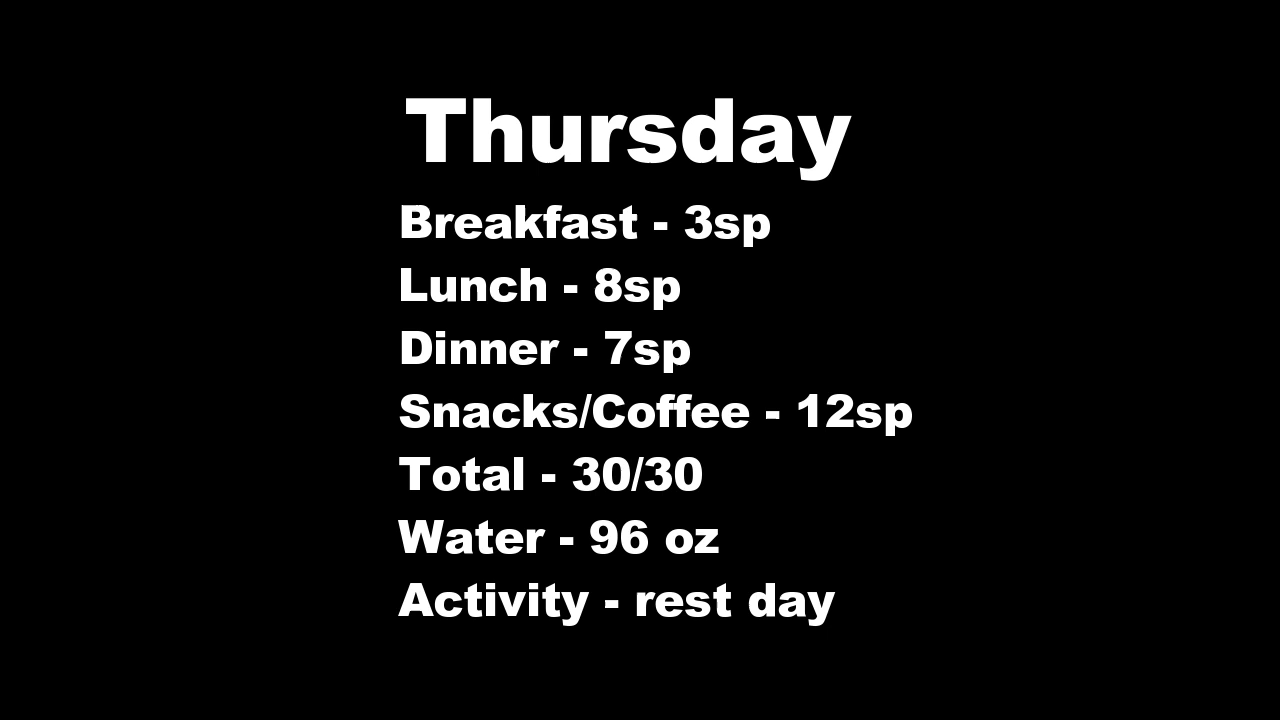 Thursday
Breakfast - 3sp
Lunch - 8sp
Dinner - 7sp
Snacks/Coffee - 12sp
Total - 30/30
Water - 96 oz
Activity - rest day